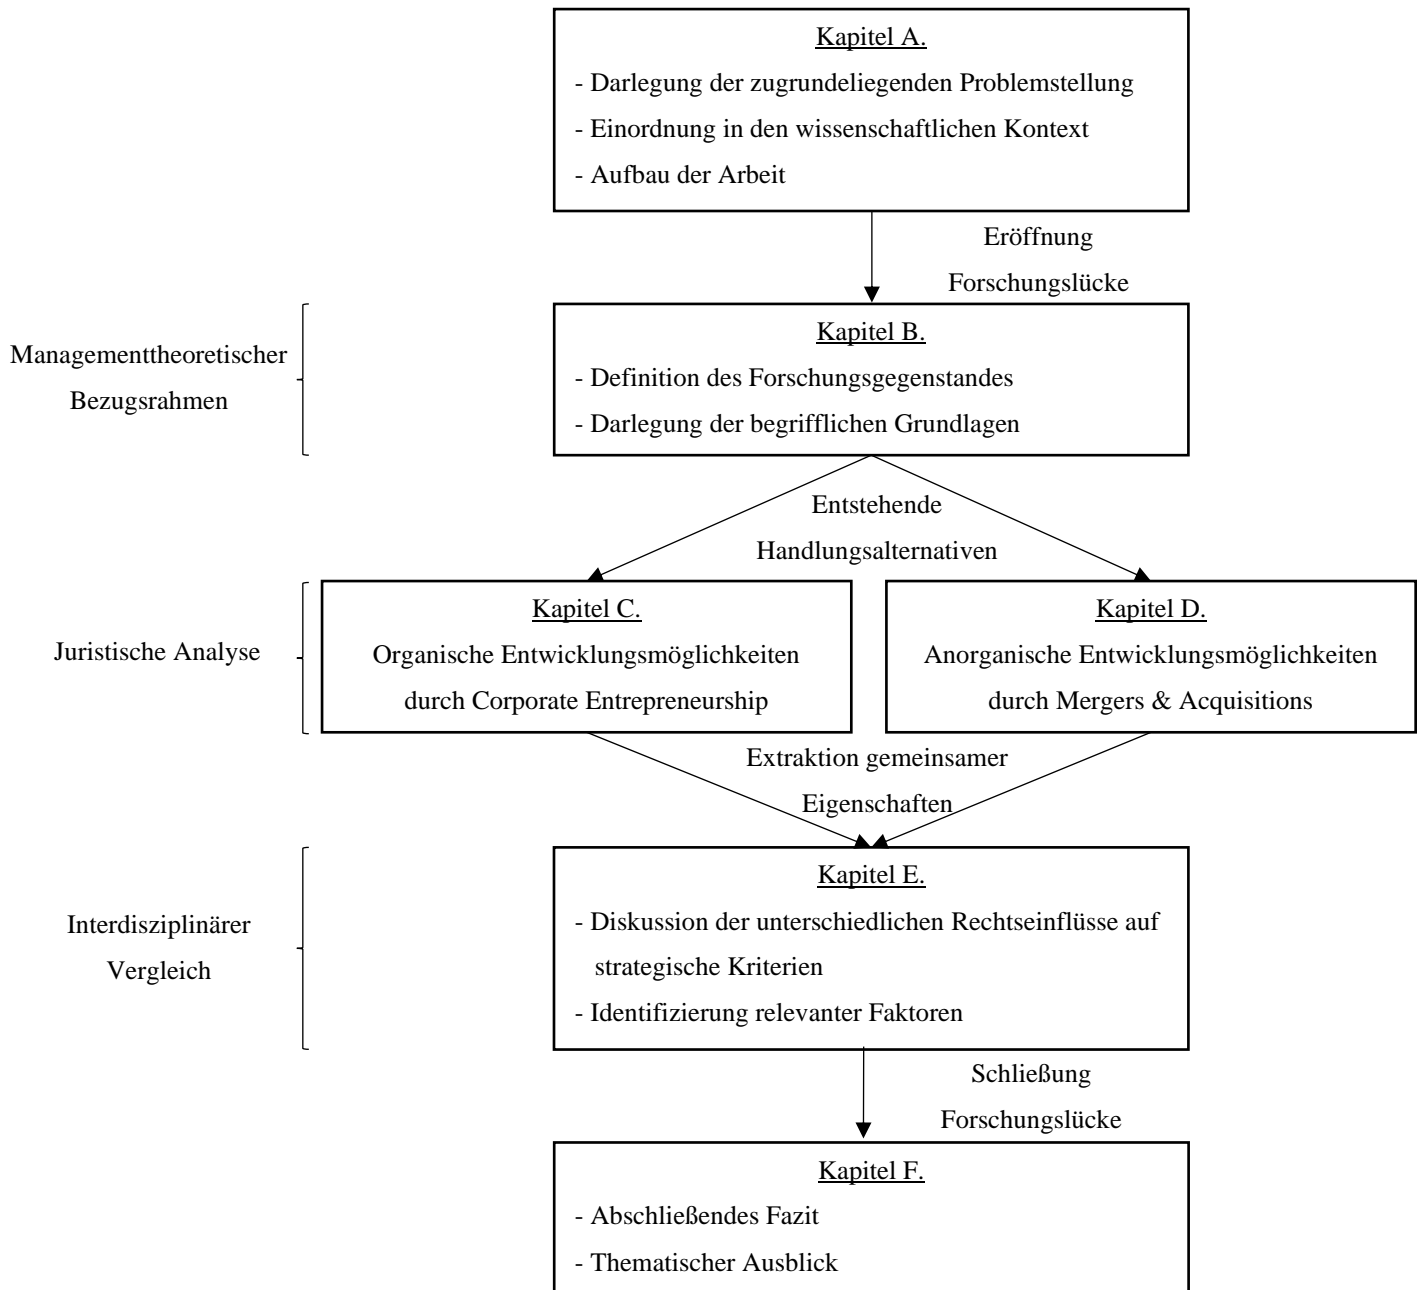 Kapitel A.
- Darlegung der zugrundeliegenden Problemstellung
- Einordnung in den wissenschaftlichen Kontext
- Aufbau der Arbeit
Eröffnung
Forschungslücke
Managementtheoretischer
Bezugsrahmen
Kapitel B.
- Definition des Forschungsgegenstandes
- Darlegung der begrifflichen Grundlagen
Entstehende
Handlungsalternativen
Juristische Analyse
Kapitel C.
Organische Entwicklungsmöglichkeiten
durch Corporate Entrepreneurship
Kapitel D.
Anorganische Entwicklungsmöglichkeiten
durch Mergers & Acquisitions
Extraktion gemeinsamer
Eigenschaften
Interdisziplinärer
Vergleich
Kapitel E.
- Diskussion der unterschiedlichen Rechtseinflüsse auf
strategische Kriterien
- Identifizierung relevanter Faktoren
Schließung
Forschungslücke
Kapitel F.
- Abschließendes Fazit
- Thematischer Ausblick